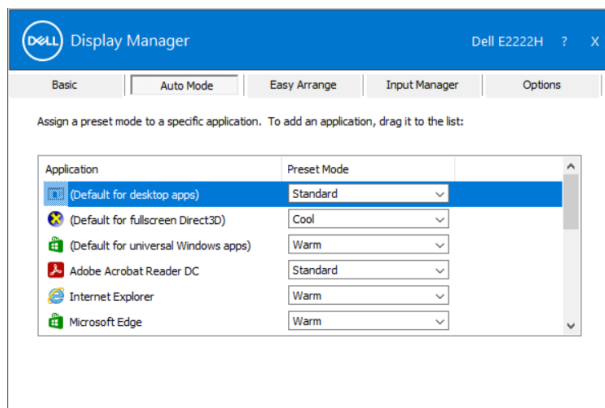 DELL Display Manager Dell E2222H ? X
Basic Auto Mode Easy Arrange Input Manager Options
Assign a preset mode to a specific application. To add an application, drag it to the list:
Application Preset Mode
(Default for desktop apps) Standard
(Default for fullscreen Direct3D) Cool
(Default for universal Windows apps) Warm
Adobe Acrobat Reader DC Standard
Internet Explorer Warm
Microsoft Edge Warm